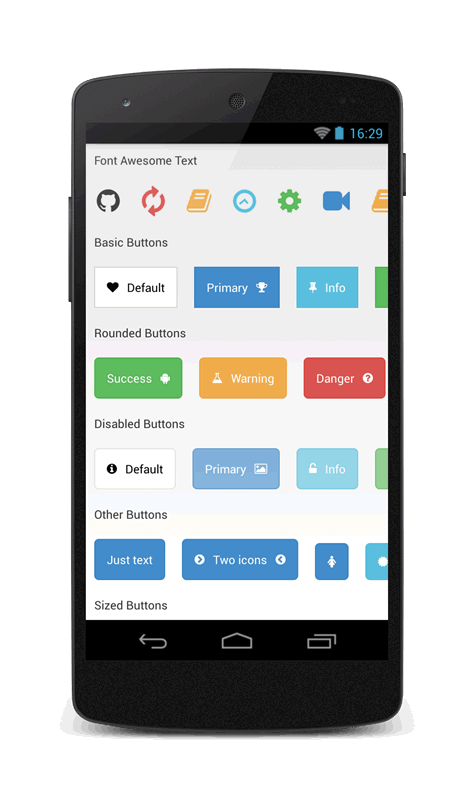 16:29
Font Awesome Text
Basic Buttons
Default Primary Info
Rounded Buttons
Success Warning Danger
Disabled Buttons
Default Primary Info
Other Buttons
Just text Two icons
Sized Buttons